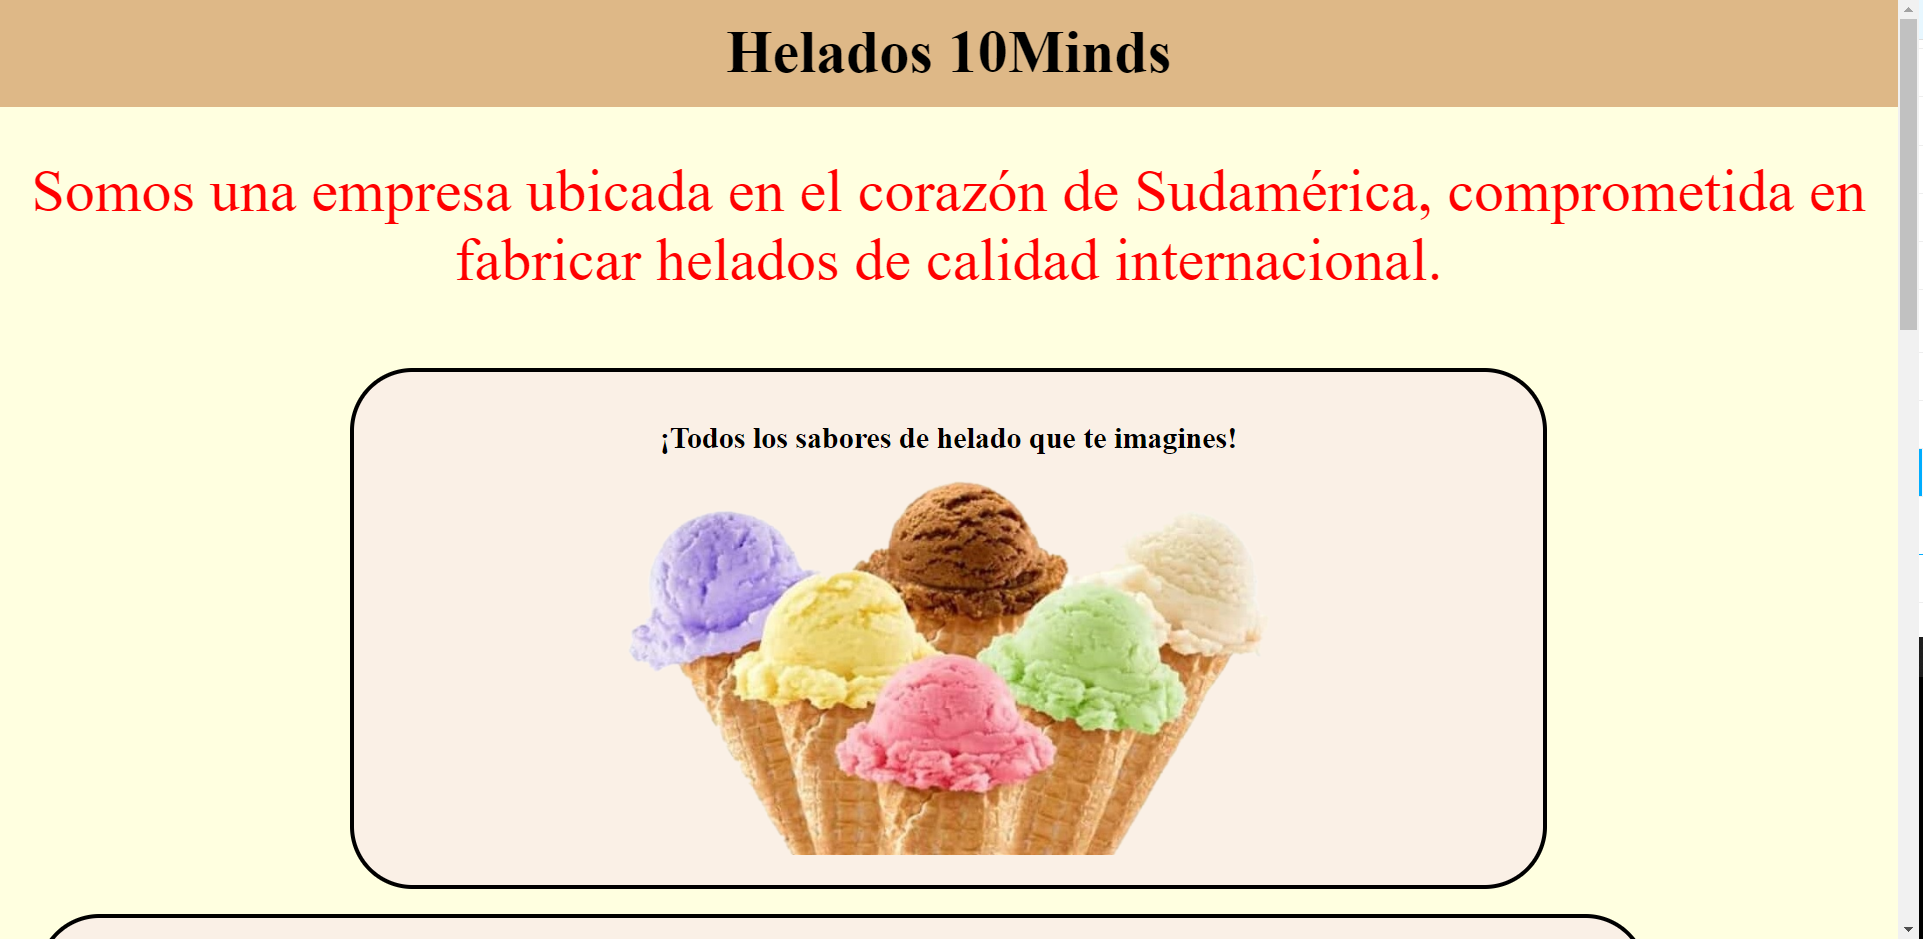 Helados 10Minds
Somos una empresa ubicada en el corazón de Sudamérica, comprometida en
fabricar helados de calidad internacional.
¡Todos los sabores de helado que te imagines!